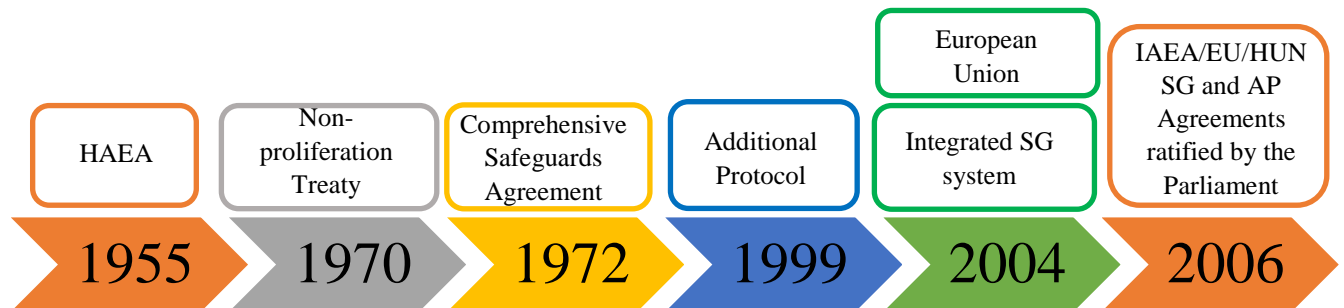 HAEA
1955
Non-
proliferation
Treaty
1970
Comprehensive
Safeguards
Agreement
1972
Additional
Protocol
1999
European
Union
Integrated SG
system
2004
IAEA/EU/HUN
SG and AP
Agreements
ratified by the
Parliament
2006